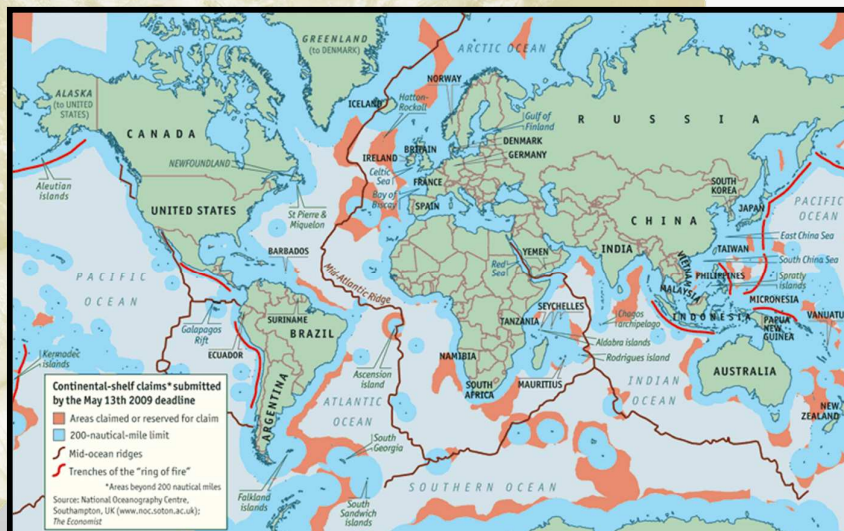 GREENLAND
(to DENMARK)
ARCTIC OCEAN
ALASKA
(to UNITED
STATES)
NORWAY
ICELAND
Hatton-
Rockall
Gulf of
Finland
CANADA
RUSSIA
BRITAIN
DENMARK
IRELAND
GERMANY
NEWFOUNDLAND
Celtic
Sea
FRANCE
Aleutian
islands
Bay of
Biscay
SPAIN
SOUTH
KOREA
JAPAN
PACIFIC
OCEAN
UNITED STATES
St Pierre &
Miquelon
CHINA
East China Sea
BARBADOS
Mid-Atlantic Ridge
Red
Sea
YEMEN
INDIA
TAIWAN
South China Sea
VIETNAM
PHILIPPINES
Spratly
islands
PACIFIC
OCEAN
MALAYSIA
MICRONESIA
SURINAME
SEYCHELLES
Chagos
archipelago
INDONESIA
VANUATU
Galapagos
Rift
BRAZIL
TANZANIA
PAPUA
NEW
GUINEA
ECUADOR
Aldabra islands
Kermadec
islands
Ascension
island
NAMIBIA
Rodrigues island
MAURITIUS
INDIAN
OCEAN
AUSTRALIA
SOUTH
AFRICA
ARGENTINA
ATLANTIC
OCEAN
NEW
ZEALAND
South
Georgia
Falkland
islands
South
Sandwich
islands
SOUTHERN OCEAN
Continental-shelf claims* submitted
by the May 13th 2009 deadline
Areas claimed or reserved for claim
200-nautical-mile limit
Mid-ocean ridges
Trenches of the “ring of fire”
*Areas beyond 200 nautical miles
Source: National Oceanography Centre,
Southampton, UK (www.noc.soton.ac.uk);
The Economist